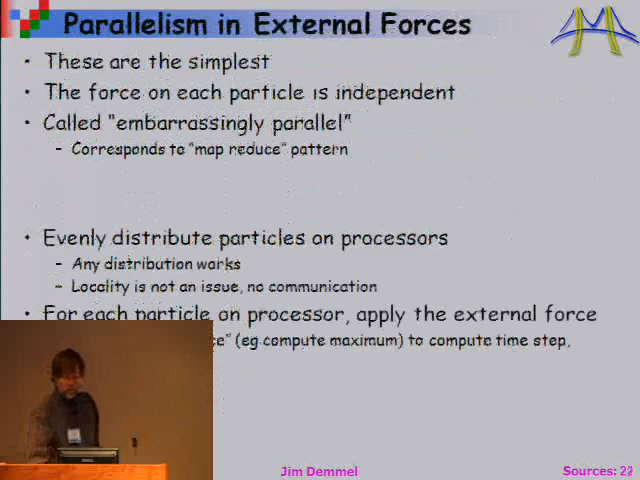 Parallelism in External Forces
• These are the simplest
• The force on each particle is independent
• Called "embarrassingly parallel"
- Corresponds to "map reduce" pattern
• Evenly distribute particles on processors
- Any distribution works
- Locality is not an issue, no communication
• For each particle on processor, apply the external force
ce" (eg compute maximum) to compute time step.
Jim Demmel
Sources: